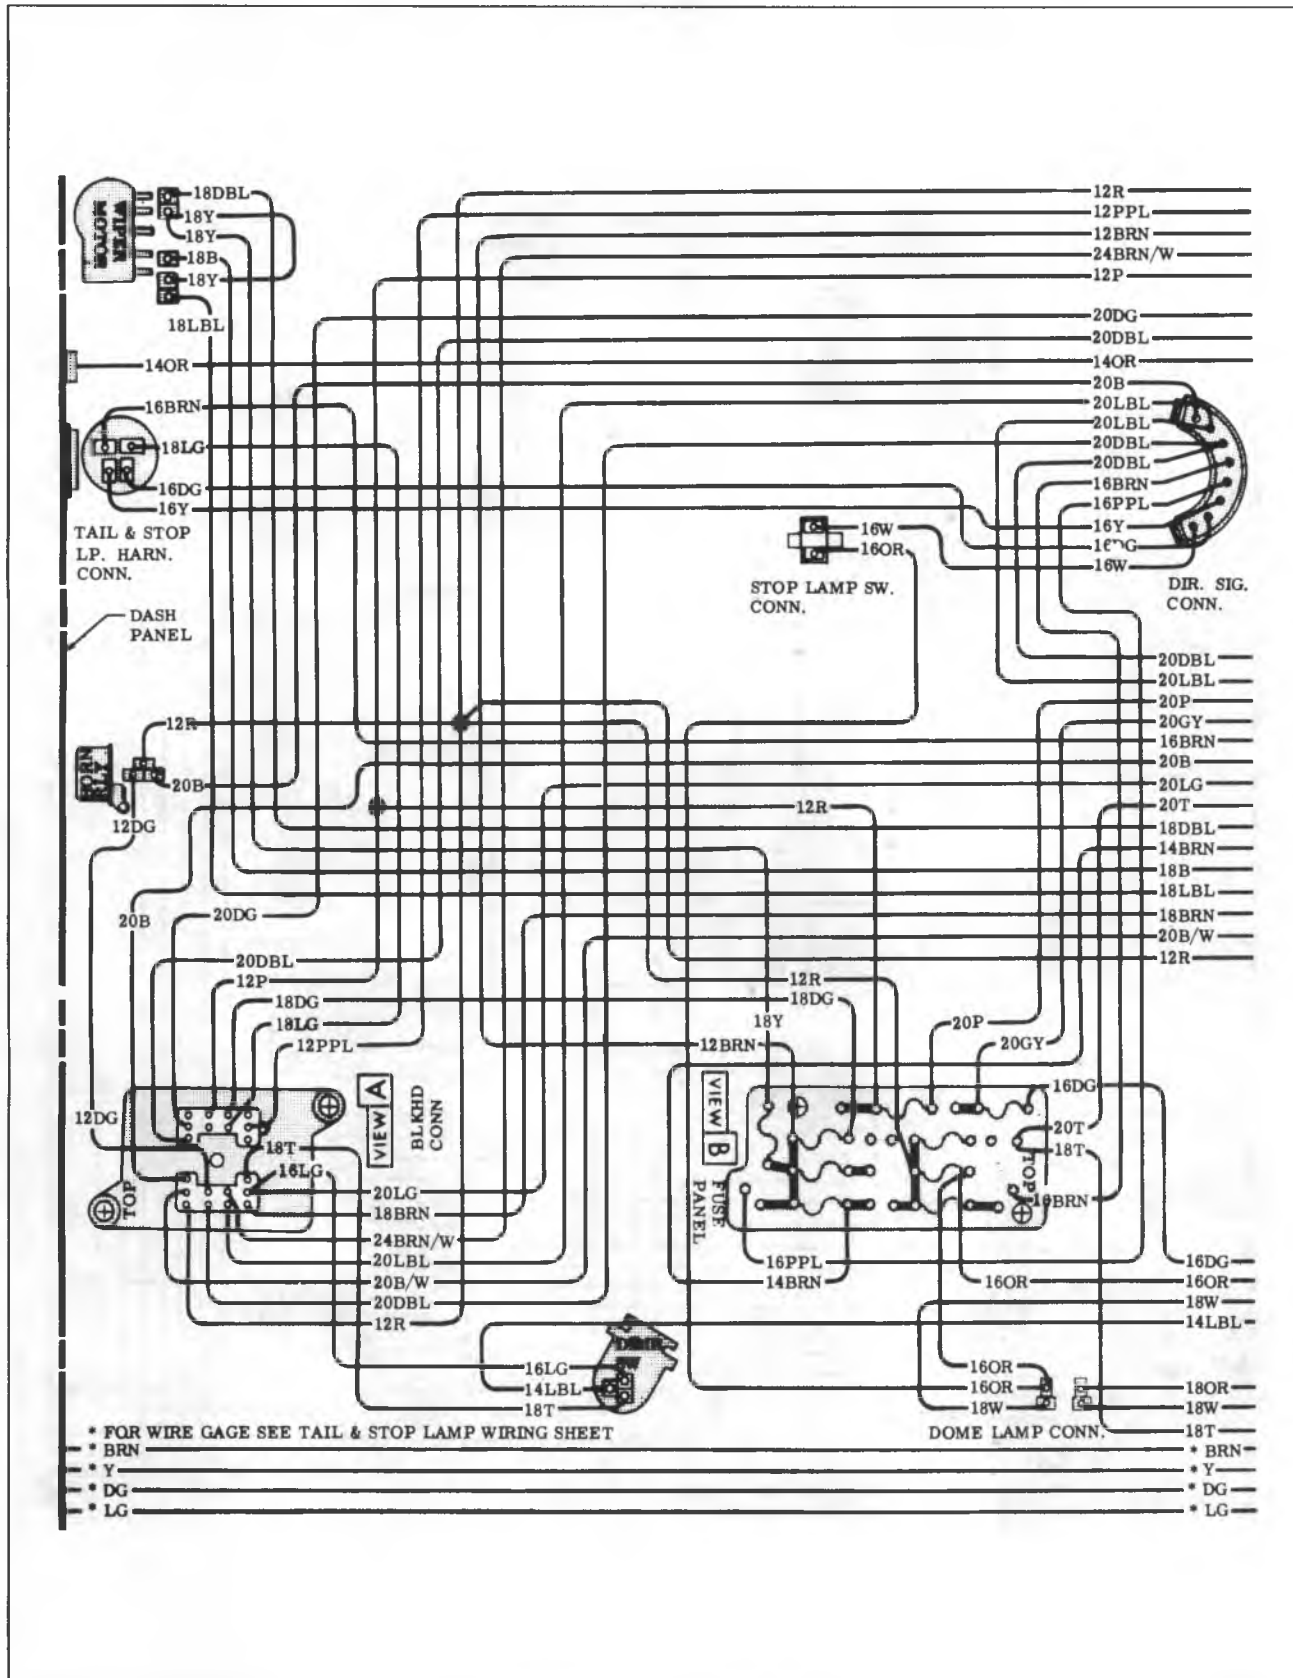 18DBL
18Y
18Y
18B
18Y
18LBL
WIPER
MOTOR
12R
12PPL
12BRN
24BRN/W
12P
20DG
20DBL
14OR
14OR
20B
16BRN
20LBL
18LG
20LBL
20DBL
20DBL
16DG
16BRN
16Y
16PPL
16W
16Y
16OR
16DG
16W
TAIL & STOP
LP. HARN.
CONN.
STOP LAMP SW.
CONN.
DIR. SIG.
CONN.
DASH
PANEL
20DBL
20LBL
20P
12R
20GY
16BRN
HORN
RLY
20B
20B
20LG
12R
20T
12DG
18DBL
14BRN
18B
18LBL
20B
20DG
18BRN
20B/W
20DBL
12R
12P
12R
18DG
18DG
18LG
18Y
20P
12PPL
12BRN
20GY
VIEW A
BLKHD
CONN
VIEW B
FUSE
PANEL
16DG
12DG
20T
18T
18T
16LG
TOP
TOP
20LG
16BRN
18BRN
24BRN/W
20LBL
16PPL
16DG
20B/W
14BRN
16OR
16OR
20DBL
18W
12R
14LBL
DIMR
SW
16LG
16OR
14LBL
16OR
18OR
18T
18W
18W
* FOR WIRE GAGE SEE TAIL & STOP LAMP WIRING SHEET
DOME LAMP CONN.
18T
* BRN
* BRN
* Y
* Y
* DG
* DG
* LG
* LG